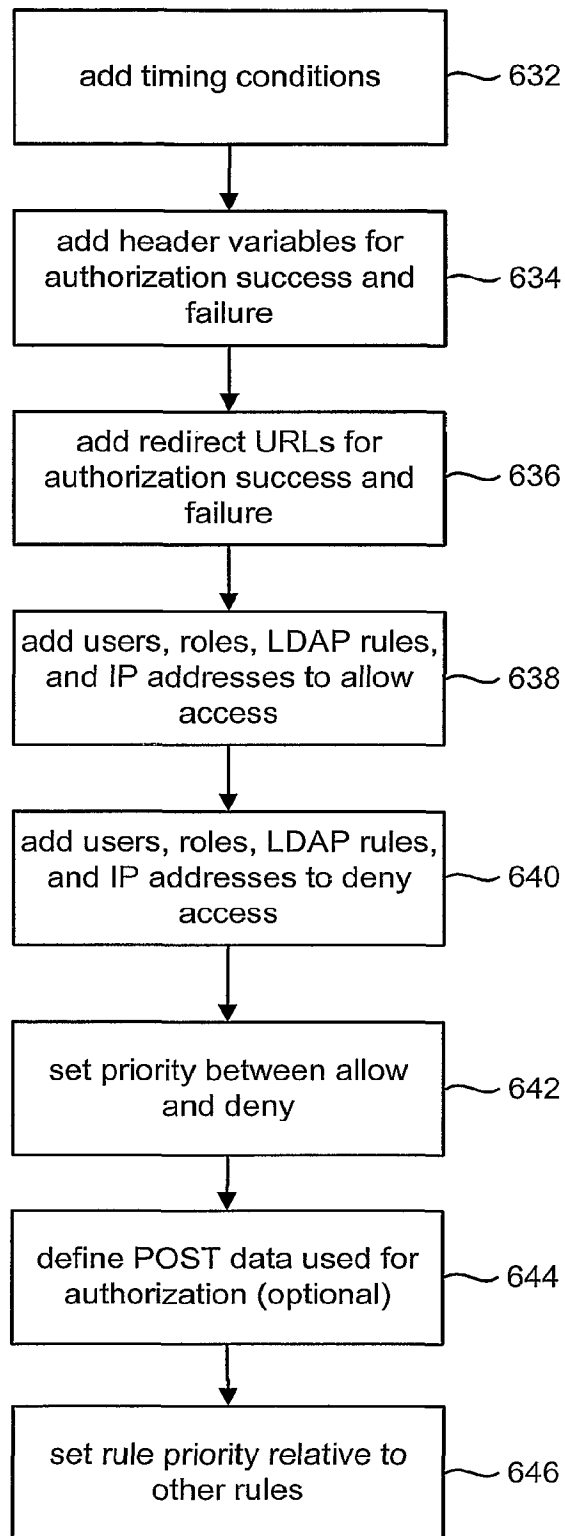 add timing conditions
632
add header variables for
authorization success and
failure
634
add redirect URLs for
authorization success and
failure
636
add users, roles, LDAP rules,
and IP addresses to allow
access
638
add users, roles, LDAP rules,
and IP addresses to deny
access
640
set priority between allow
and deny
642
define POST data used for
authorization (optional)
644
set rule priority relative to
other rules
646